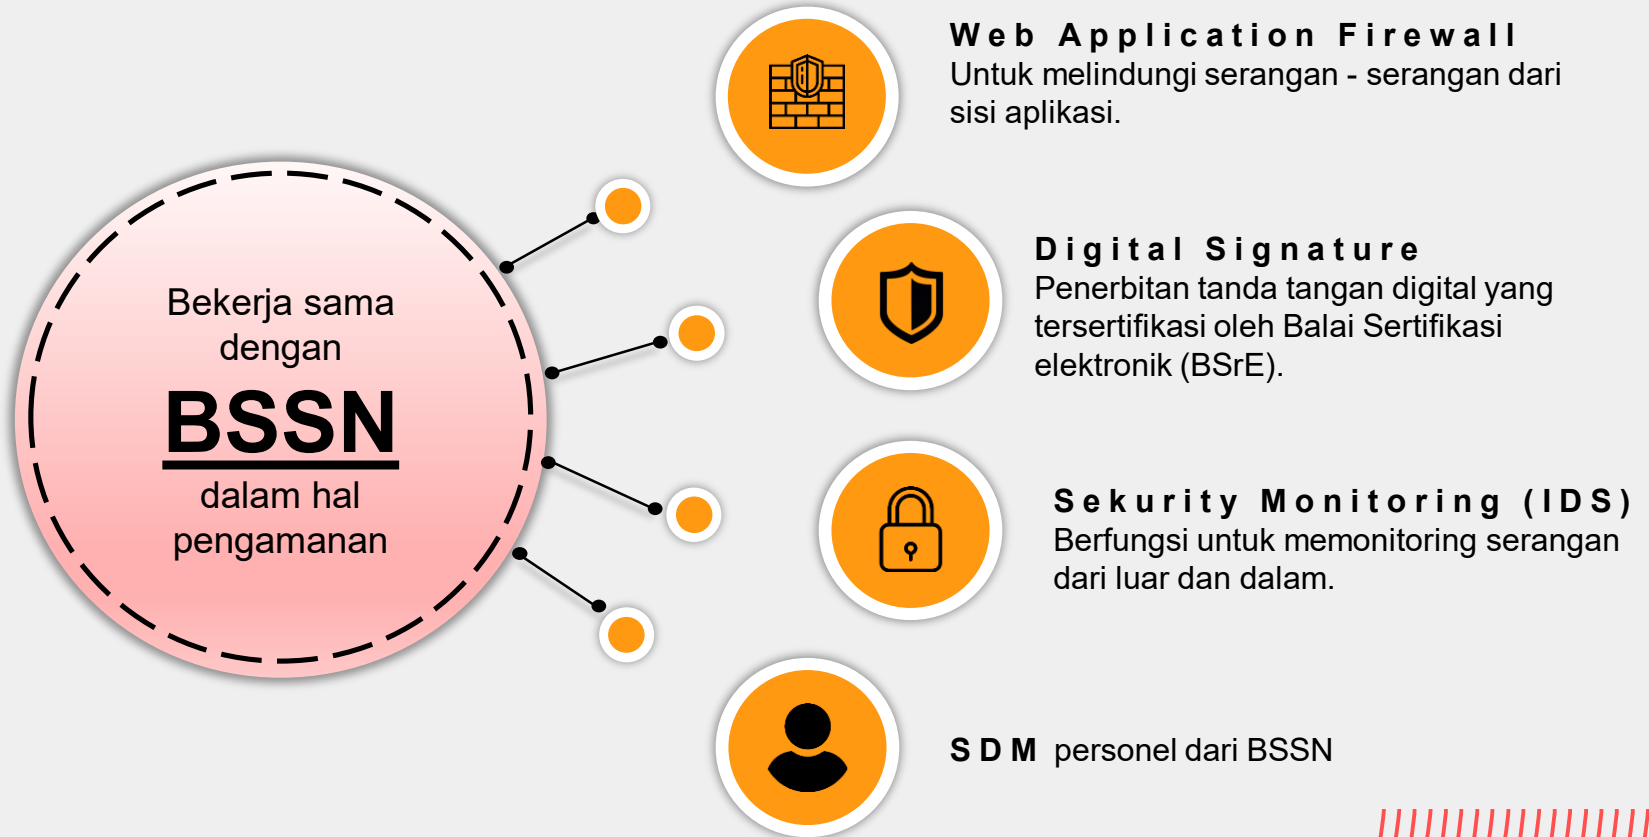 Bekerja sama
dengan
BSSN
dalam hal
pengamanan
Web Application Firewall
Untuk melindungi serangan - serangan dari
sisi aplikasi.
Digital Signature
Penerbitan tanda tangan digital yang
tersertifikasi oleh Balai Sertifikasi
elektronik (BSrE).
Sekurity Monitoring (IDS)
Berfungsi untuk memonitoring serangan
dari luar dan dalam.
SDM personel dari BSSN